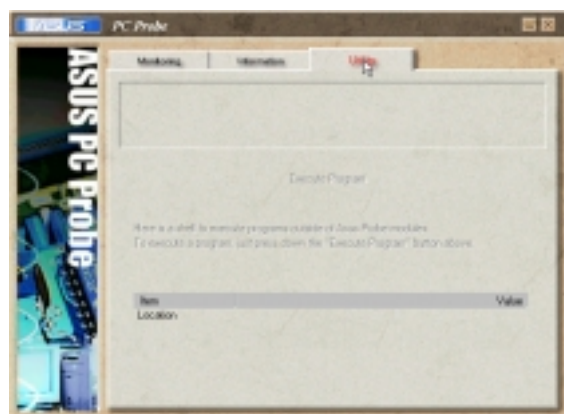 ASUS PC Probe
Monitoring Information Utility
ASUS PC Probe
Execute Program
Here is a shell to execute programs outside of Asus Probe modules.
To execute a program, just press down the "Execute Program" button above.
Item Value
Location